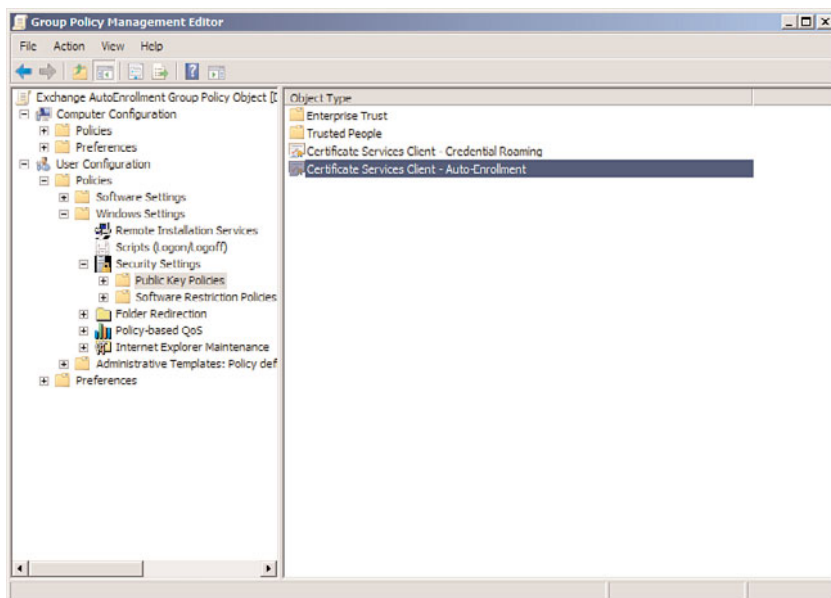 Group Policy Management Editor
File Action View Help
Exchange AutoEnrollment Group Policy Object [D
Computer Configuration
Policies
Preferences
User Configuration
Policies
Software Settings
Windows Settings
Remote Installation Services
Scripts (Logon/Logoff)
Security Settings
Public Key Policies
Software Restriction Policies
Folder Redirection
Policy-based QoS
Internet Explorer Maintenance
Administrative Templates: Policy def
Preferences
Object Type
Enterprise Trust
Trusted People
Certificate Services Client - Credential Roaming
Certificate Services Client - Auto-Enrollment